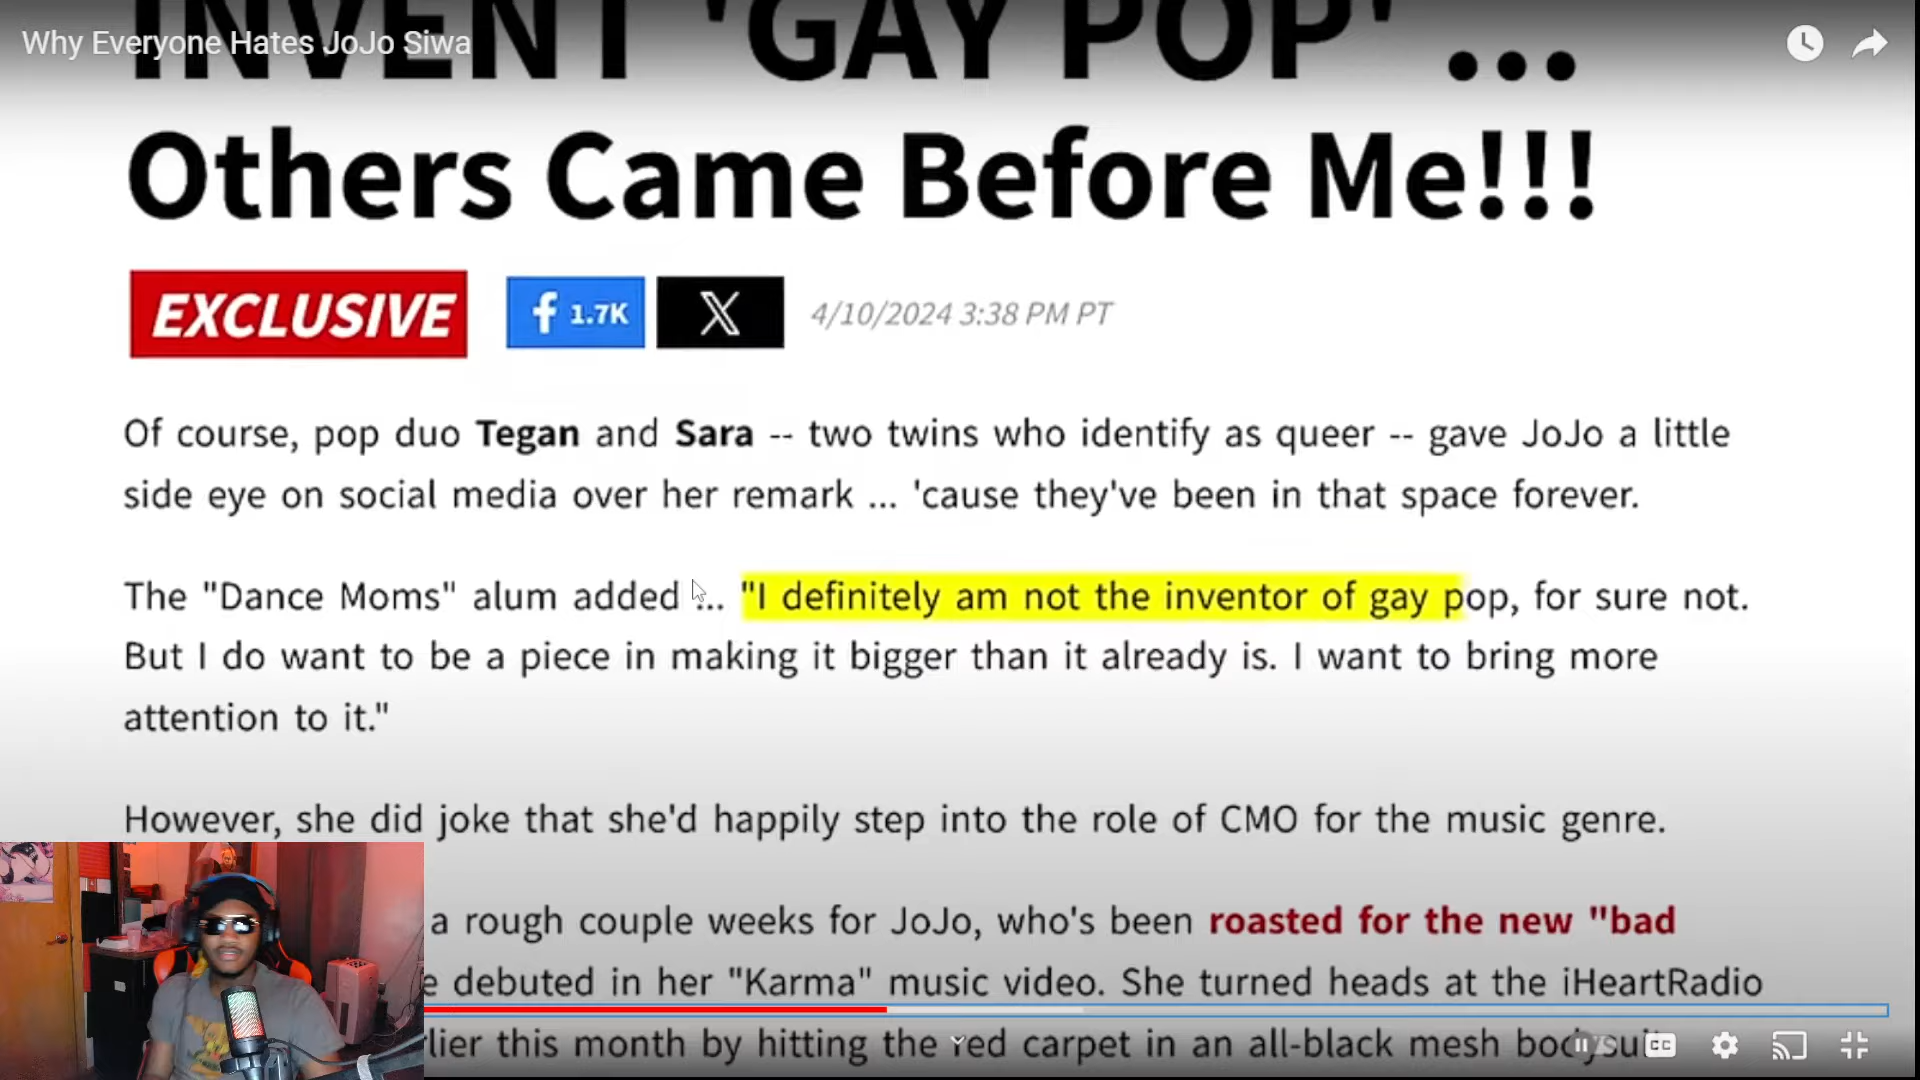 INVENT 'GAY POP' ...
Why Everyone Hates JoJo Siwa
Others Came Before Me!!!
EXCLUSIVE
f 1.7K
X
4/10/2024 3:38 PM PT
Of course, pop duo Tegan and Sara -- two twins who identify as queer -- gave JoJo a little
side eye on social media over her remark ... 'cause they've been in that space forever.
The "Dance Moms" alum added ... "I definitely am not the inventor of gay pop, for sure not.
But I do want to be a piece in making it bigger than it already is. I want to bring more
attention to it."
However, she did joke that she'd happily step into the role of CMO for the music genre.
a rough couple weeks for JoJo, who's been roasted for the new "bad
e debuted in her "Karma" music video. She turned heads at the iHeartRadio
lier this month by hitting the red carpet in an all-black mesh bodysuit
CC